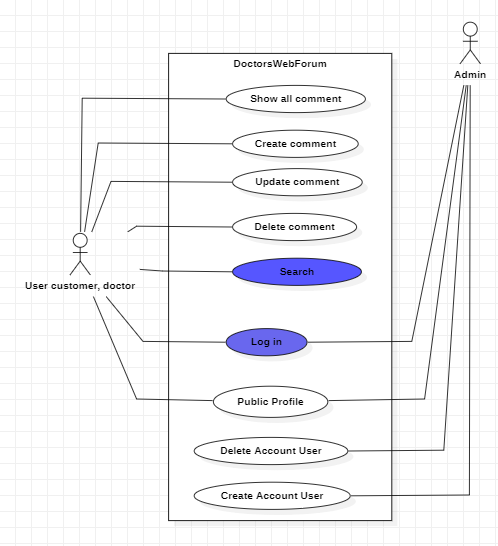 DoctorsWebForum
Admin
Show all comment
Create comment
Update comment
Delete comment
Search
User customer, doctor
Log in
Public Profile
Delete Account User
Create Account User